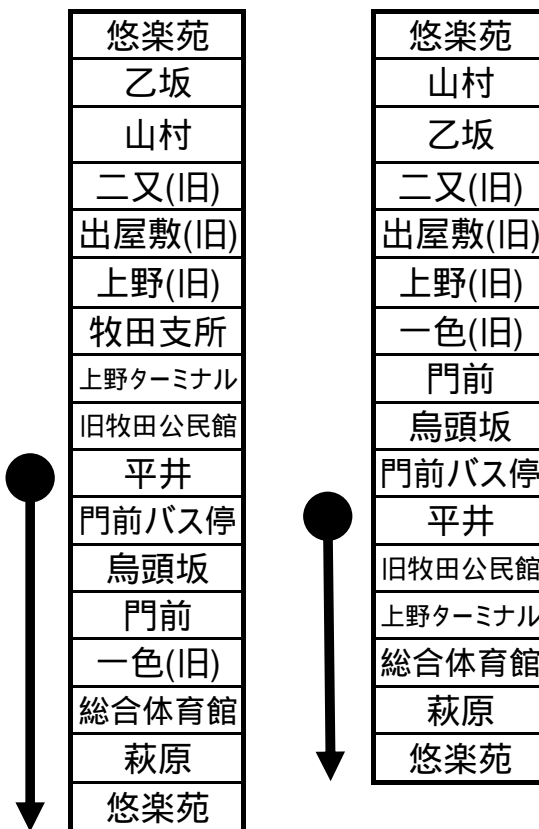 悠楽苑
乙坂
山村
二又(旧)
出屋敷(旧)
上野(旧)
牧田支所
上野ターミナル
旧牧田公民館
平井
門前バス停
烏頭坂
門前
一色(旧)
総合体育館
萩原
悠楽苑
悠楽苑
山村
乙坂
二又(旧)
出屋敷(旧)
上野(旧)
一色(旧)
門前
烏頭坂
門前バス停
平井
旧牧田公民館
上野ターミナル
総合体育館
萩原
悠楽苑